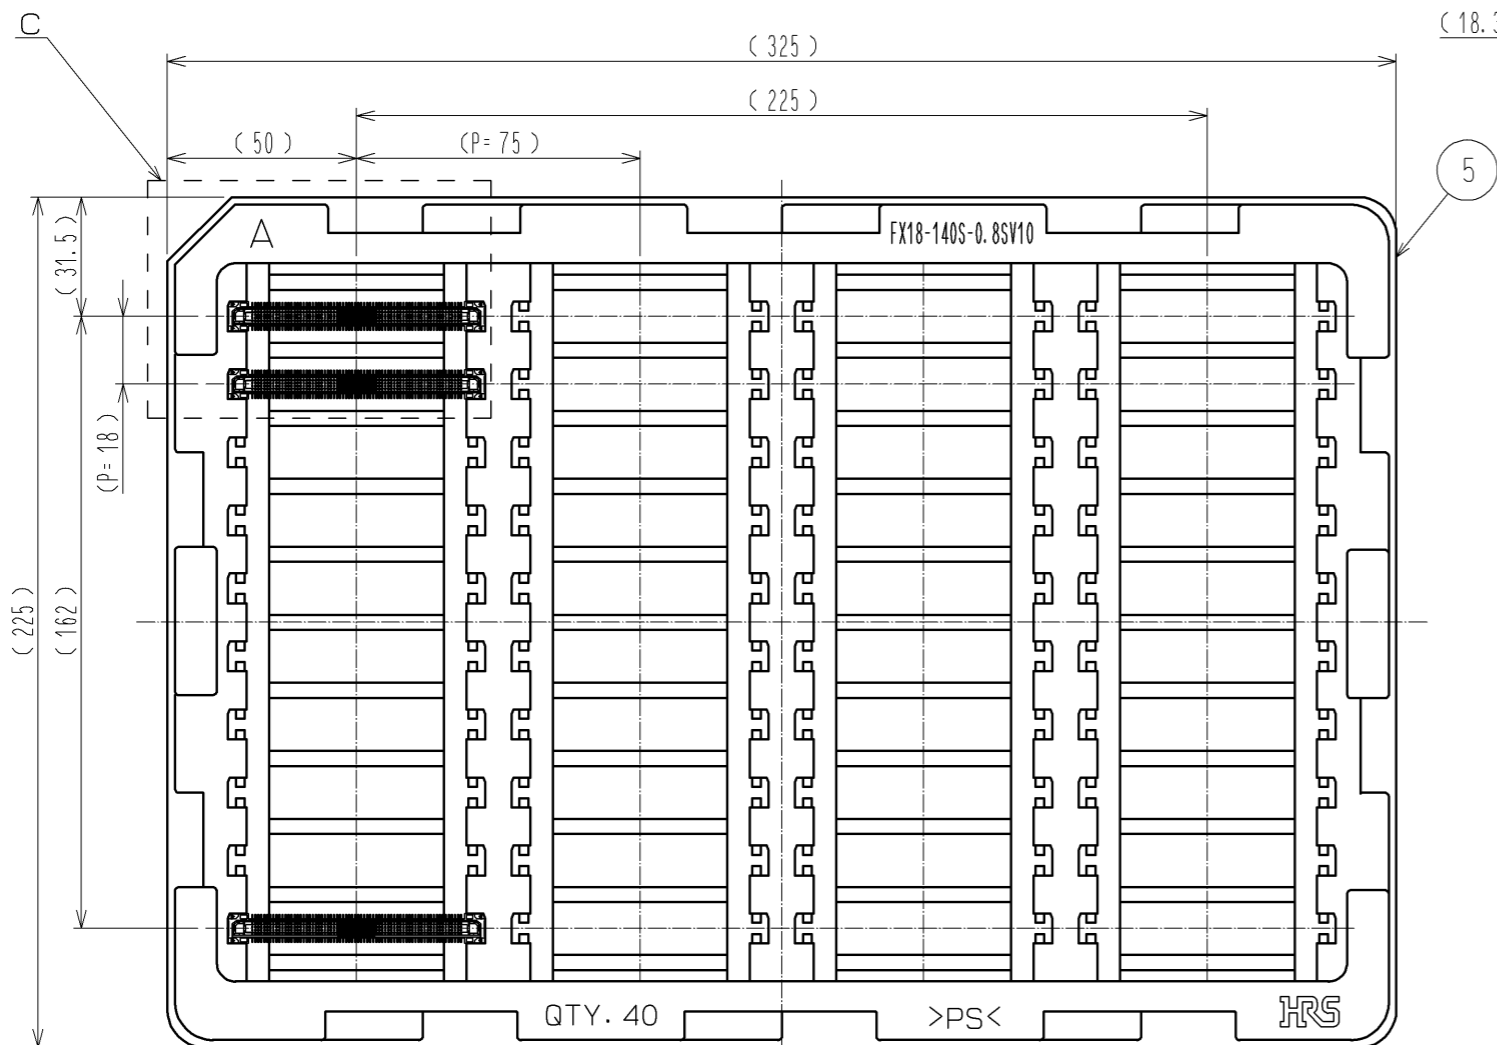 C
( 325 )
( 18.3
( 225 )
( 50 )
(P=75 )
5
A
FX18-140S-0.8SV10
( 31.5 )
(P=18 )
( 225 )
( 162 )
QTY. 40
>PS<
HRS